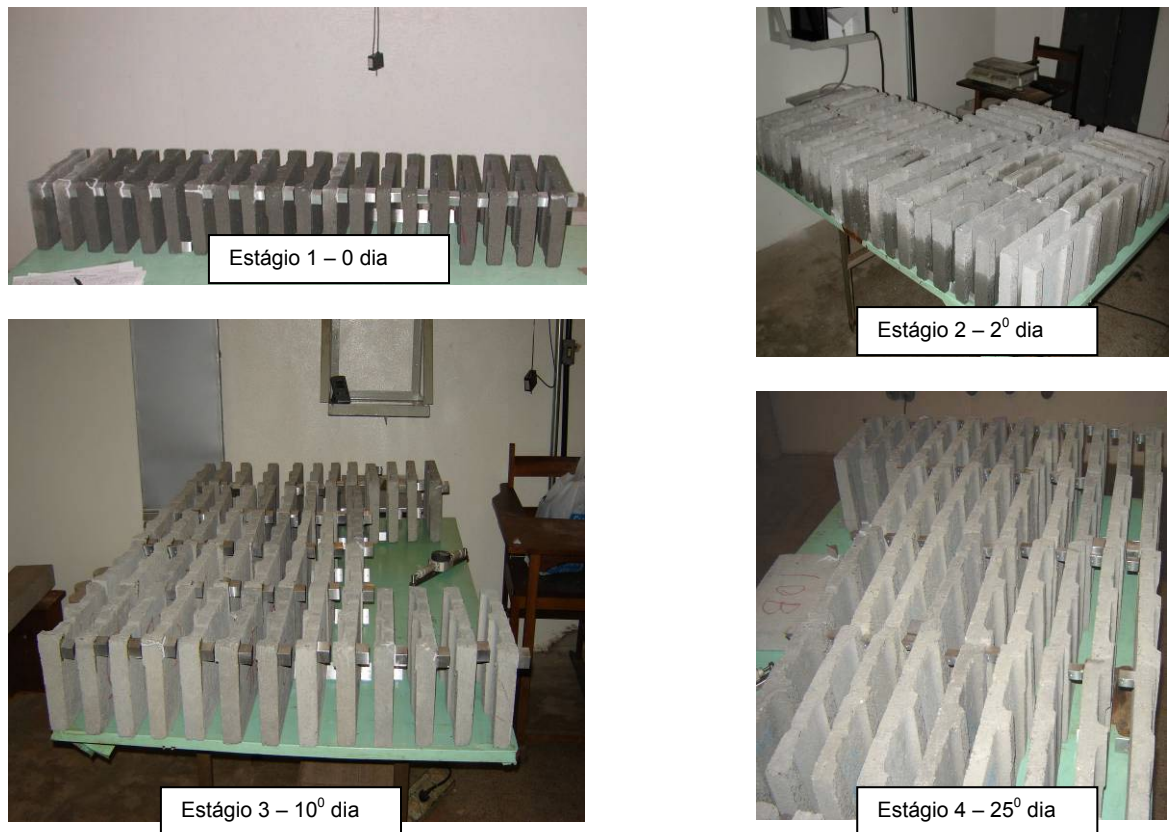 Estágio 1 – 0 dia
Estágio 2 – 2⁰ dia
Estágio 3 – 10⁰ dia
Estágio 4 – 25⁰ dia